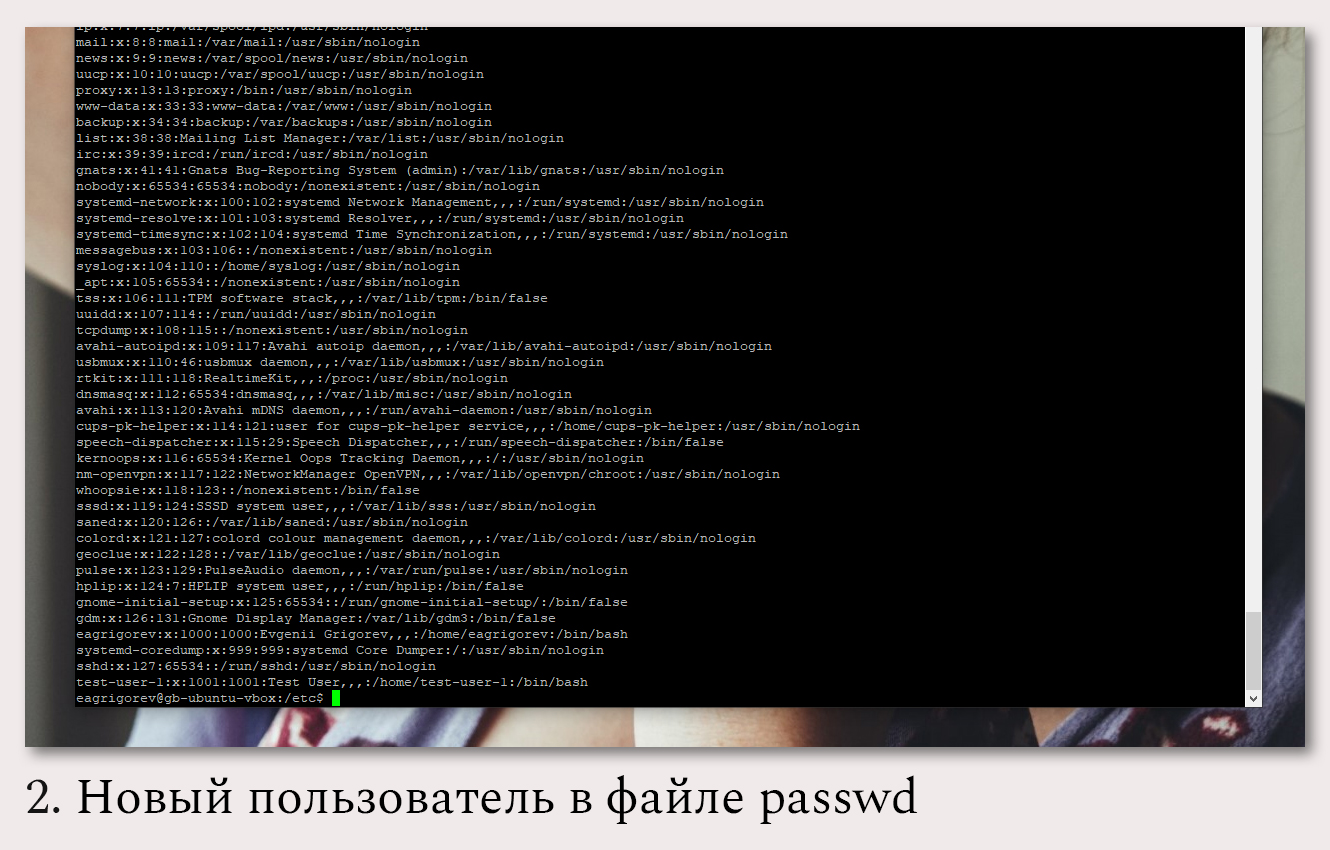 lp:x:7:7:lp:/var/spool/lpd:/usr/sbin/nologin
mail:x:8:8:mail:/var/mail:/usr/sbin/nologin
news:x:9:9:news:/var/spool/news:/usr/sbin/nologin
uucp:x:10:10:uucp:/var/spool/uucp:/usr/sbin/nologin
proxy:x:13:13:proxy:/bin:/usr/sbin/nologin
www-data:x:33:33:www-data:/var/www:/usr/sbin/nologin
backup:x:34:34:backup:/var/backups:/usr/sbin/nologin
list:x:38:38:Mailing List Manager:/var/list:/usr/sbin/nologin
irc:x:39:39:ircd:/run/ircd:/usr/sbin/nologin
gnats:x:41:41:Gnats Bug-Reporting System (admin):/var/lib/gnats:/usr/sbin/nologin
nobody:x:65534:65534:nobody:/nonexistent:/usr/sbin/nologin
systemd-network:x:100:102:systemd Network Management,,,:/run/systemd:/usr/sbin/nologin
systemd-resolve:x:101:103:systemd Resolver,,,:/run/systemd:/usr/sbin/nologin
systemd-timesync:x:102:104:systemd Time Synchronization,,,:/run/systemd:/usr/sbin/nologin
messagebus:x:103:106::/nonexistent:/usr/sbin/nologin
syslog:x:104:110::/home/syslog:/usr/sbin/nologin
_apt:x:105:65534::/nonexistent:/usr/sbin/nologin
tss:x:106:111:TPM software stack,,,:/var/lib/tpm:/bin/false
uuidd:x:107:114::/run/uuidd:/usr/sbin/nologin
tcpdump:x:108:115::/nonexistent:/usr/sbin/nologin
avahi-autoipd:x:109:117:Avahi autoip daemon,,,:/var/lib/avahi-autoipd:/usr/sbin/nologin
usbmux:x:110:46:usbmux daemon,,,:/var/lib/usbmux:/usr/sbin/nologin
rtkit:x:111:118:RealtimeKit,,,:/proc:/usr/sbin/nologin
dnsmasq:x:112:65534:dnsmasq,,,:/var/lib/misc:/usr/sbin/nologin
avahi:x:113:120:Avahi mDNS daemon,,,:/run/avahi-daemon:/usr/sbin/nologin
cups-pk-helper:x:114:121:user for cups-pk-helper service,,,:/home/cups-pk-helper:/usr/sbin/nologin
speech-dispatcher:x:115:29:Speech Dispatcher,,,:/run/speech-dispatcher:/bin/false
kernoops:x:116:65534:Kernel Oops Tracking Daemon,,,:/:/usr/sbin/nologin
nm-openvpn:x:117:122:NetworkManager OpenVPN,,,:/var/lib/openvpn/chroot:/usr/sbin/nologin
whoopsie:x:118:123::/nonexistent:/bin/false
sssd:x:119:124:SSSD system user,,,:/var/lib/sss:/usr/sbin/nologin
saned:x:120:126::/var/lib/saned:/usr/sbin/nologin
colord:x:121:127:colord colour management daemon,,,:/var/lib/colord:/usr/sbin/nologin
geoclue:x:122:128::/var/lib/geoclue:/usr/sbin/nologin
pulse:x:123:129:PulseAudio daemon,,,:/var/run/pulse:/usr/sbin/nologin
hplip:x:124:7:HPLIP system user,,,:/run/hplip:/bin/false
gnome-initial-setup:x:125:65534::/run/gnome-initial-setup/:/bin/false
gdm:x:126:131:Gnome Display Manager:/var/lib/gdm3:/bin/false
eagrigorev:x:1000:1000:Evgenii Grigorev,,,:/home/eagrigorev:/bin/bash
systemd-coredump:x:999:999:systemd Core Dumper:/:/usr/sbin/nologin
sshd:x:127:65534::/run/sshd:/usr/sbin/nologin
test-user-1:x:1001:1001:Test User,,,:/home/test-user-1:/bin/bash
eagrigorev@gb-ubuntu-vbox:/etc$
2. Новый пользователь в файле passwd